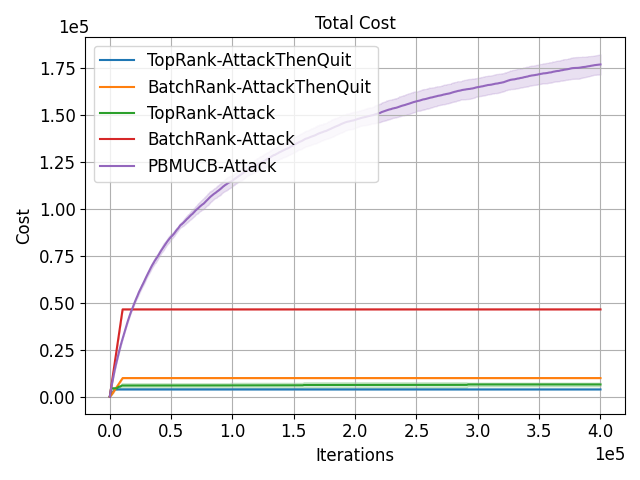 Total Cost
1e5
TopRank-AttackThenQuit
BatchRank-AttackThenQuit
TopRank-Attack
BatchRank-Attack
PBMUCB-Attack
1.75
1.50
1.25
1.00
0.75
0.50
0.25
0.00
Cost
0.0 0.5 1.0 1.5 2.0 2.5 3.0 3.5 4.0
Iterations
1e5